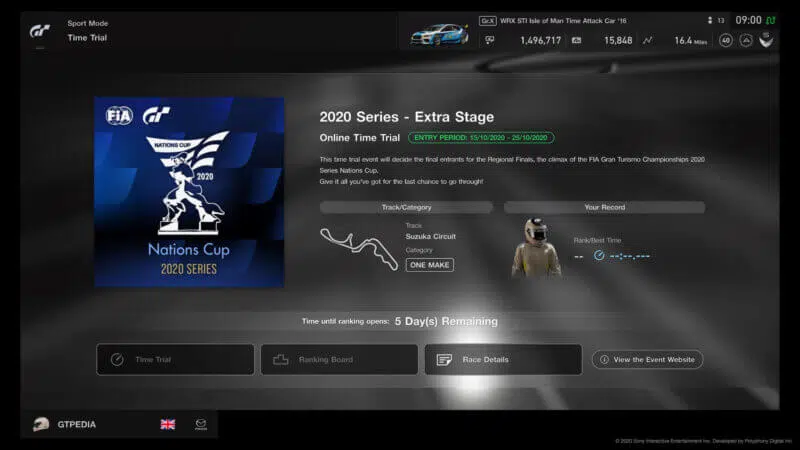 Sport Mode
Time Trial
Gr.X WRX STI Isle of Man Time Attack Car '16
13 09:00
1,496,717 15,848 16.4 Miles 40 S
FIA GT
NATIONS CUP
2020
Nations Cup
2020 SERIES
2020 Series - Extra Stage
Online Time Trial ENTRY PERIOD: 15/10/2020 - 25/10/2020
This time trial event will decide the final entrants for the Regional Finals, the climax of the FIA Gran Turismo Championships 2020
Series Nations Cup.
Give it all you've got for the last chance to go through!
Track/Category Your Record
Track
Suzuka Circuit
Category
ONE MAKE
Rank/Best Time
-- --:--.---
Time until ranking opens: 5 Day(s) Remaining
Time Trial Ranking Board Race Details View the Event Website
GTPEDIA
© 2020 Sony Interactive Entertainment Inc. Developed by Polyphony Digital Inc.